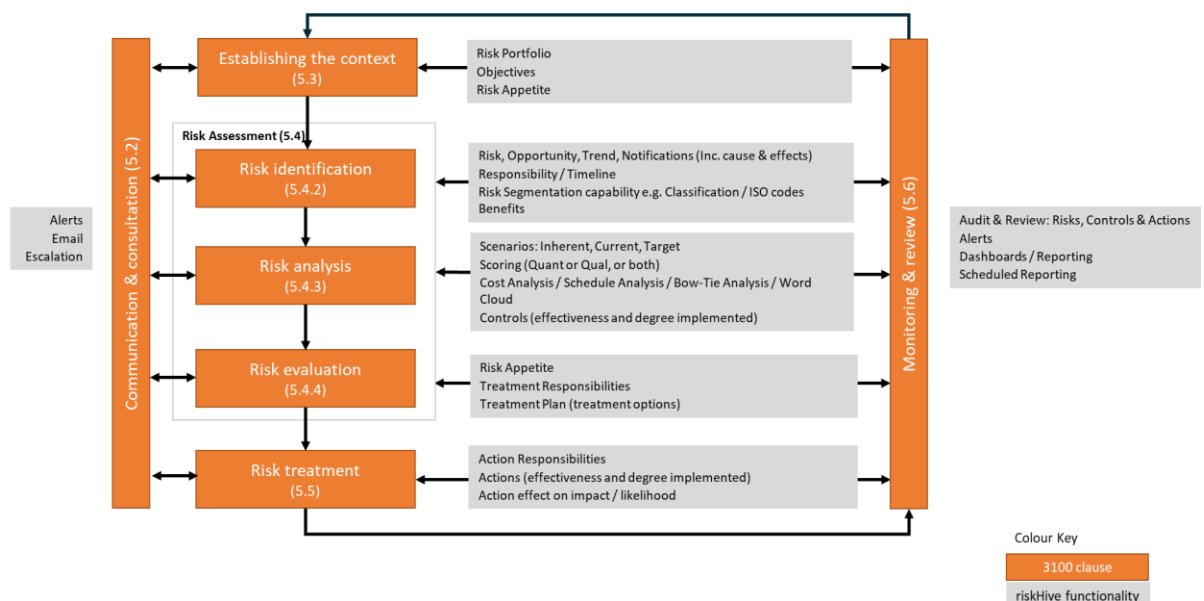 Establishing the context
(5.3)
Risk Portfolio
Objectives
Risk Appetite
Risk Assessment (5.4)
Risk identification
(5.4.2)
Risk, Opportunity, Trend, Notifications (Inc. cause & effects)
Responsibility / Timeline
Risk Segmentation capability e.g. Classification / ISO codes
Benefits
Communication & consultation (5.2)
Alerts
Email
Escalation
Risk analysis
(5.4.3)
Scenarios: Inherent, Current, Target
Scoring (Quant or Qual, or both)
Cost Analysis / Schedule Analysis / Bow-Tie Analysis / Word
Cloud
Controls (effectiveness and degree implemented)
Monitoring & review (5.6)
Audit & Review: Risks, Controls & Actions
Alerts
Dashboards / Reporting
Scheduled Reporting
Risk evaluation
(5.4.4)
Risk Appetite
Treatment Responsibilities
Treatment Plan (treatment options)
Risk treatment
(5.5)
Action Responsibilities
Actions (effectiveness and degree implemented)
Action effect on impact / likelihood
Colour Key
3100 clause
riskHive functionality